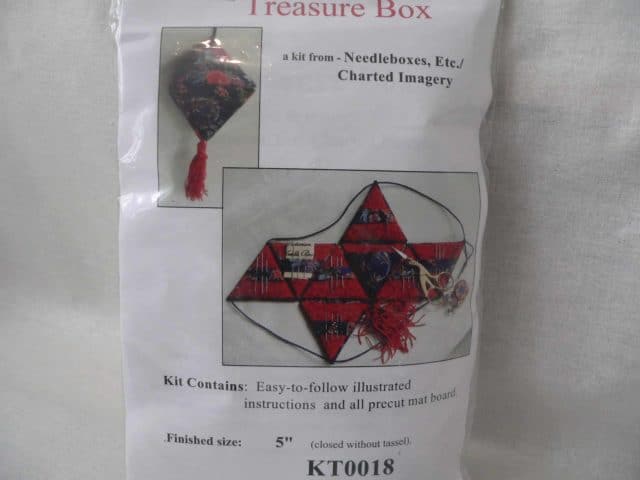 Treasure Box
a kit from - Needleboxes, Etc./
Charted Imagery
Kit Contains: Easy-to-follow illustrated
instructions and all precut mat board.
Finished size: 5" (closed without tassel).
KT0018